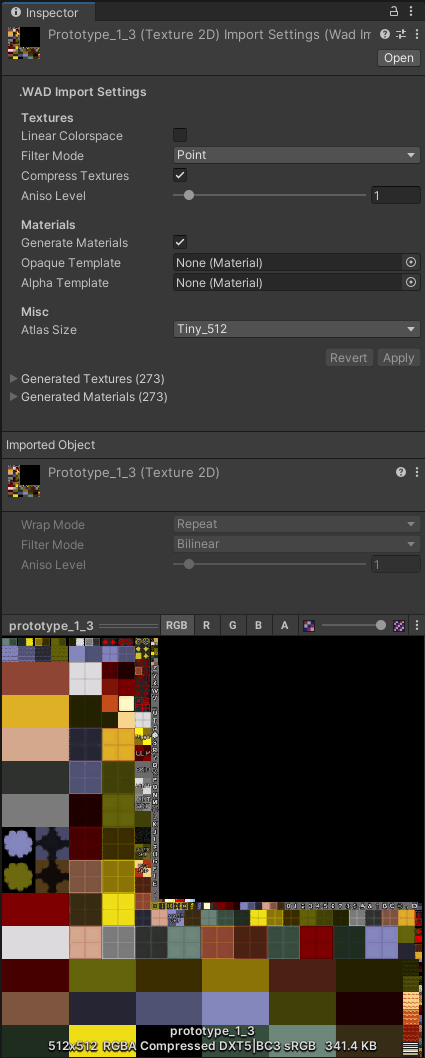 Inspector
Prototype_1_3 (Texture 2D) Import Settings (Wad Im
Open
.WAD Import Settings
Textures
Linear Colorspace
Filter Mode Point
Compress Textures
Aniso Level 1
Materials
Generate Materials
Opaque Template None (Material)
Alpha Template None (Material)
Misc
Atlas Size Tiny_512
Revert Apply
Generated Textures (273)
Generated Materials (273)
Imported Object
Prototype_1_3 (Texture 2D)
Wrap Mode Repeat
Filter Mode Bilinear
Aniso Level 1
prototype_1_3 RGB R G B A
prototype_1_3
512x512 RGBA Compressed DXT5|BC3 sRGB 341.4 KB